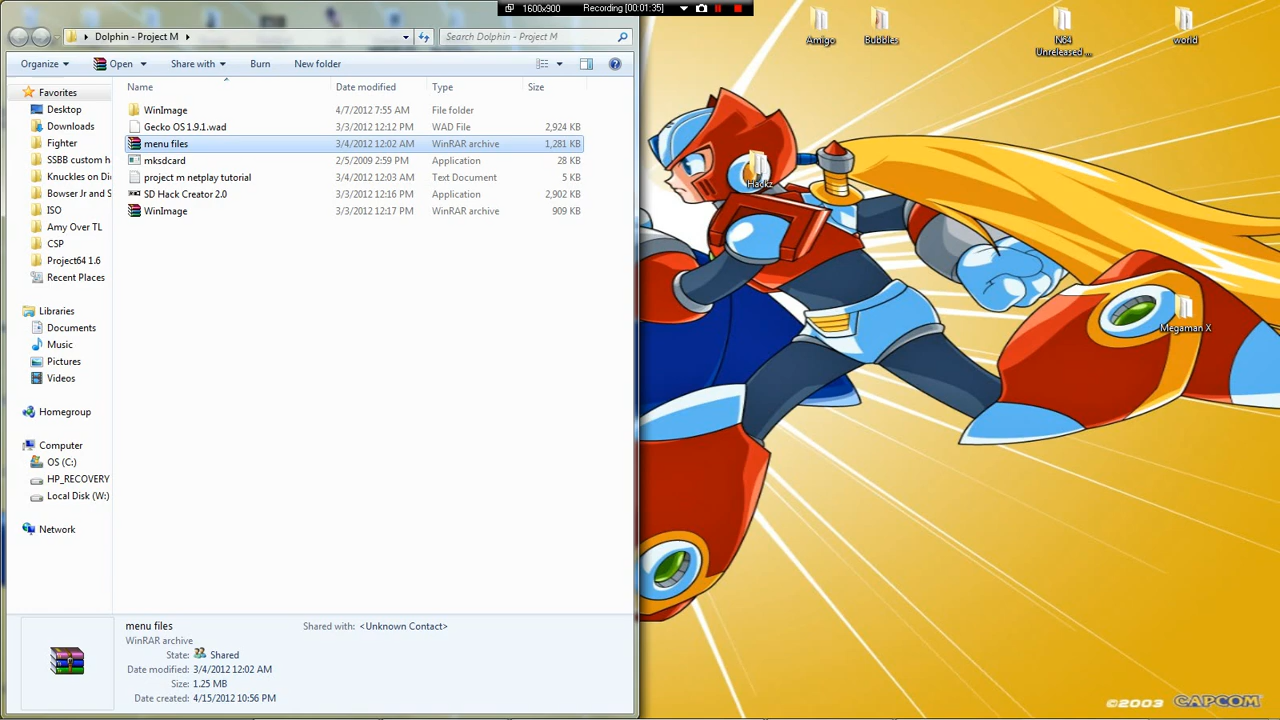 1600x900 Recording [00:01:35]
Dolphin - Project M
Search Dolphin - Project M
Organize Open Share with Burn New folder
Name Date modified Type Size
WinImage 4/7/2012 7:55 AM File folder
Gecko OS 1.9.1.wad 3/3/2012 12:12 PM WAD File 2,924 KB
menu files 3/4/2012 12:02 AM WinRAR archive 1,281 KB
mksdcard 2/5/2009 2:59 PM Application 28 KB
project m netplay tutorial 3/4/2012 12:03 AM Text Document 5 KB
SD Hack Creator 2.0 3/3/2012 12:16 PM Application 2,902 KB
WinImage 3/3/2012 12:17 PM WinRAR archive 909 KB
Favorites
Desktop
Downloads
Fighter
SSBB custom h
Knuckles on Di
Bowser Jr and S
ISO
Amy Over TL
CSP
Project64 1.6
Recent Places
Libraries
Documents
Music
Pictures
Videos
Homegroup
Computer
OS (C:)
HP_RECOVERY
Local Disk (W:)
Network
menu files
WinRAR archive
State: Shared
Date modified: 3/4/2012 12:02 AM
Size: 1.25 MB
Date created: 4/15/2012 10:56 PM
Shared with: <Unknown Contact>
Amigo
Bubbles
N64
Unreleased ...
world
Hackz
Megaman X
©2003 CAPCOM